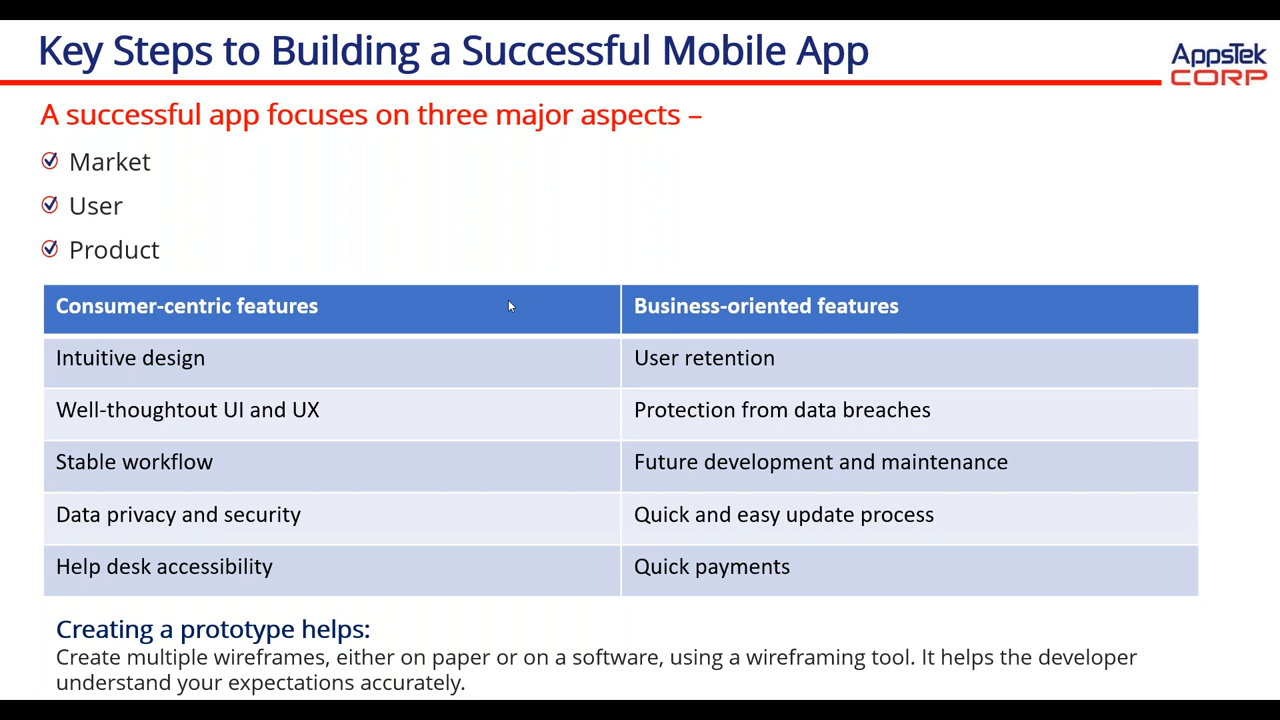 Key Steps to Building a Successful Mobile App
AppsTek
CORP
A successful app focuses on three major aspects –
Market
User
Product
Consumer-centric features
Business-oriented features
Intuitive design
User retention
Well-thoughtout UI and UX
Protection from data breaches
Stable workflow
Future development and maintenance
Data privacy and security
Quick and easy update process
Help desk accessibility
Quick payments
Creating a prototype helps:
Create multiple wireframes, either on paper or on a software, using a wireframing tool. It helps the developer
understand your expectations accurately.